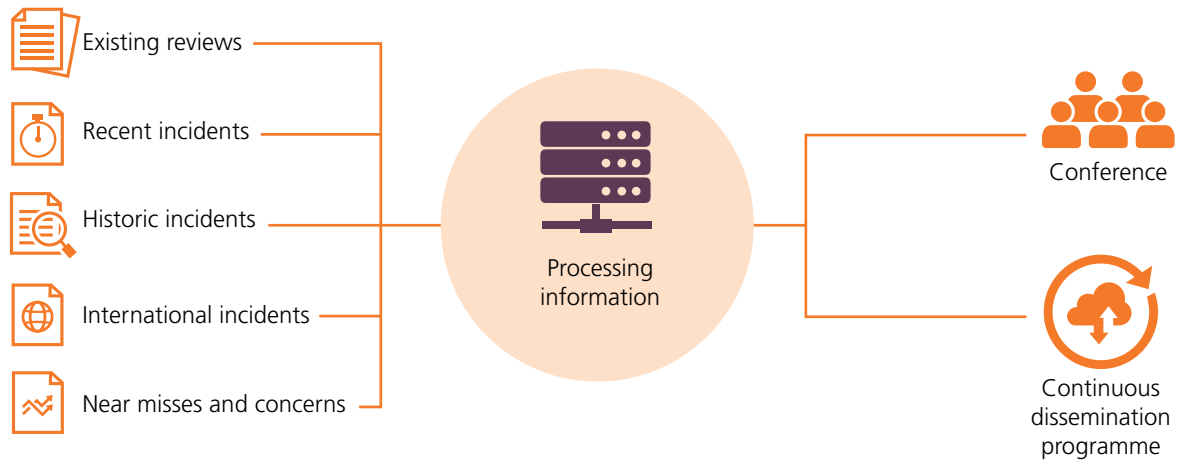 Existing reviews
Recent incidents
Historic incidents
International incidents
Near misses and concerns
Processing
information
Conference
Continuous
dissemination
programme